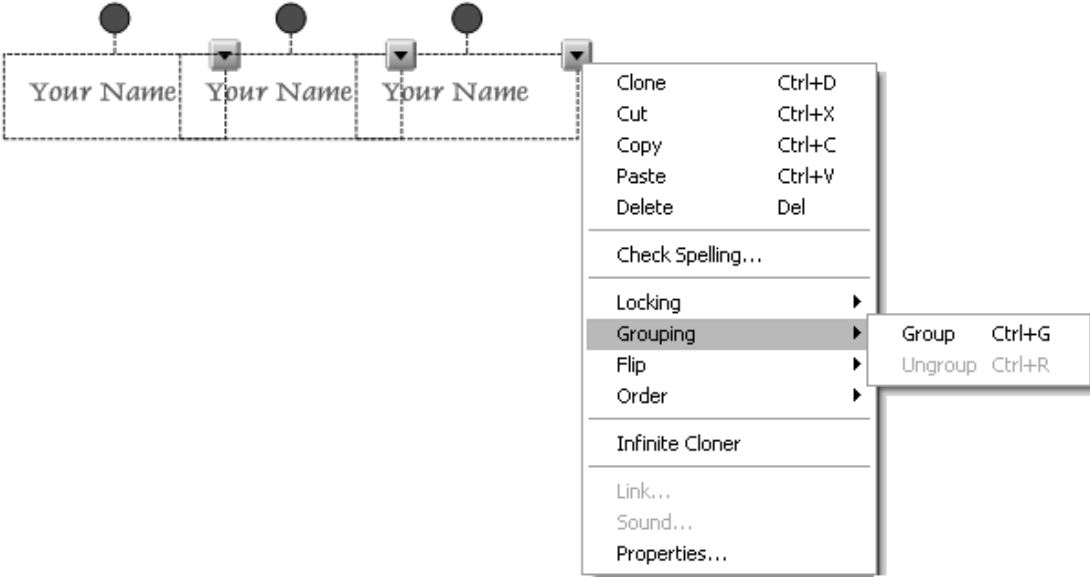 Your Name Your Name Your Name
Clone Ctrl+D
Cut Ctrl+X
Copy Ctrl+C
Paste Ctrl+V
Delete Del
Check Spelling...
Locking
Grouping
Group Ctrl+G
Flip
Ungroup Ctrl+R
Order
Infinite Cloner
Link...
Sound...
Properties...